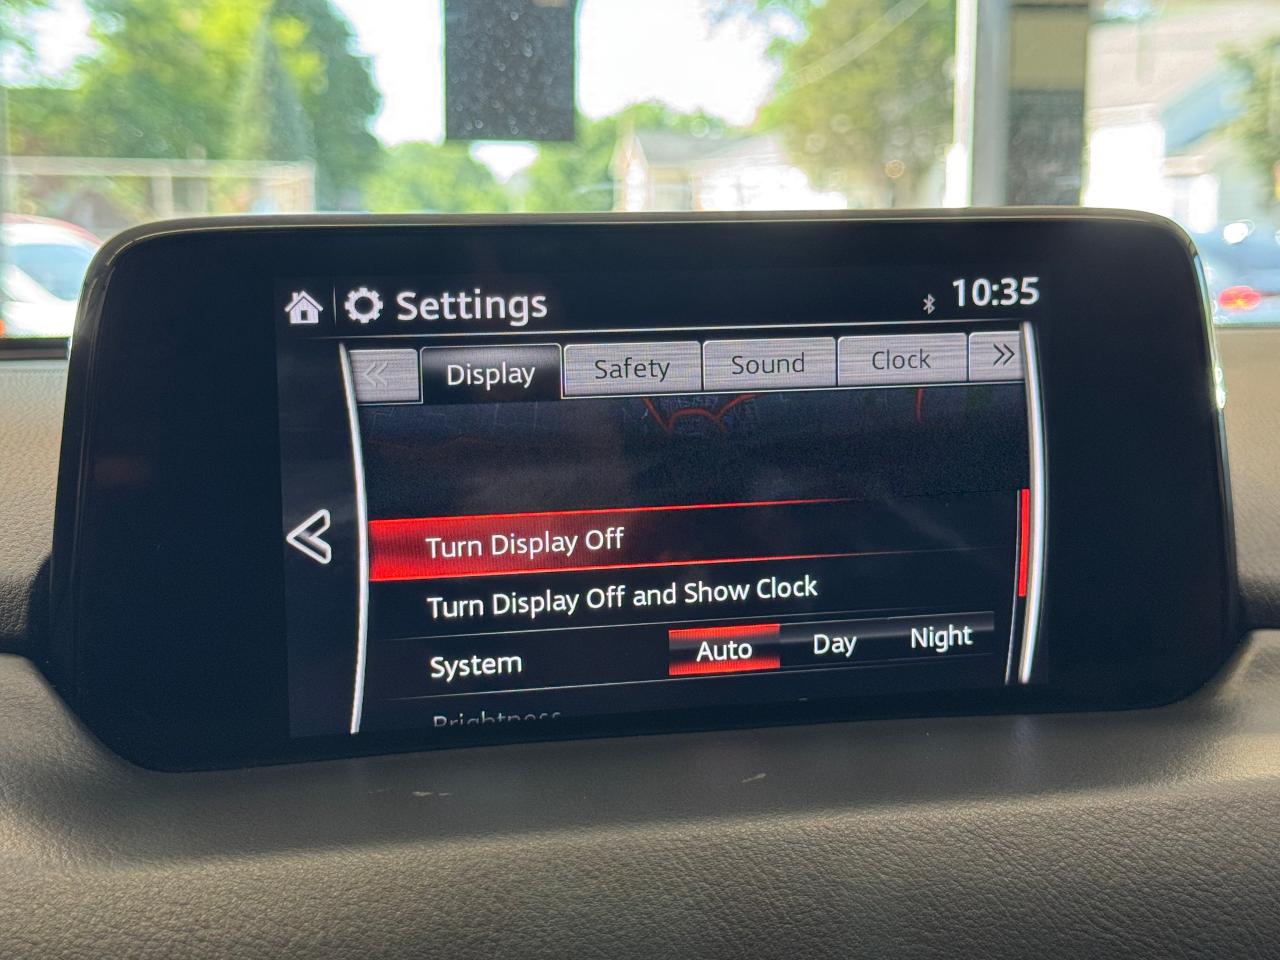 Settings 10:35
Display Safety Sound Clock
Turn Display Off
Turn Display Off and Show Clock
System Auto Day Night
Brightness